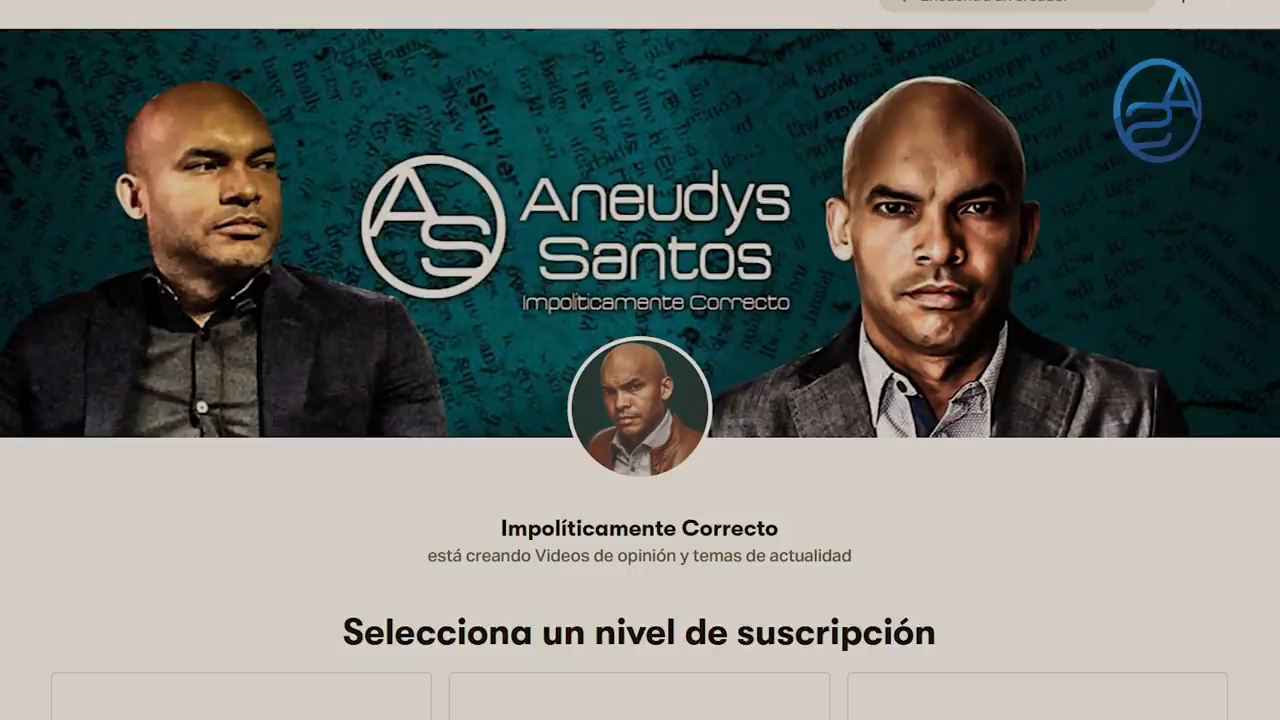 AS
Aneudys
Santos
Impolíticamente Correcto
Impolíticamente Correcto
está creando Videos de opinión y temas de actualidad
Selecciona un nivel de suscripción